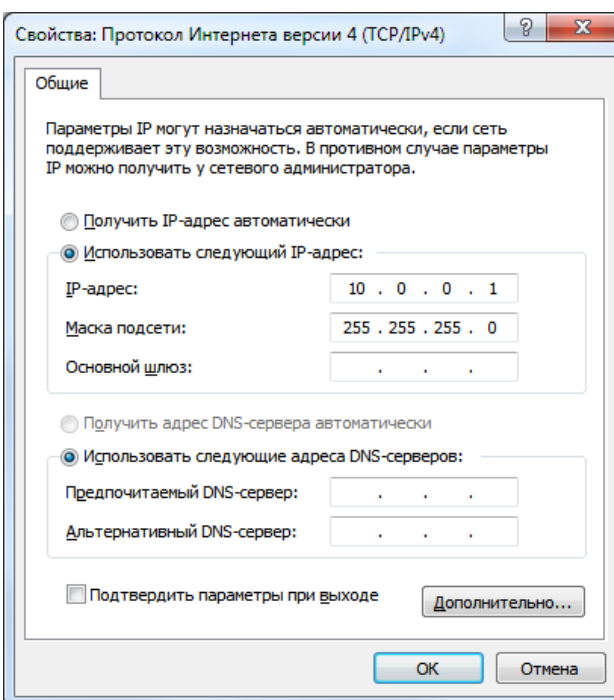 Свойства: Протокол Интернета версии 4 (TCP/IPv4)
Общие
Параметры IP могут назначаться автоматически, если сеть
поддерживает эту возможность. В противном случае параметры
IP можно получить у сетевого администратора.
Получить IP-адрес автоматически
Использовать следующий IP-адрес:
IP-адрес: 10 . 0 . 0 . 1
Маска подсети: 255 . 255 . 255 . 0
Основной шлюз: . . .
Получить адрес DNS-сервера автоматически
Использовать следующие адреса DNS-серверов:
Предпочитаемый DNS-сервер: . . .
Альтернативный DNS-сервер: . . .
Подтвердить параметры при выходе
Дополнительно...
ОК Отмена